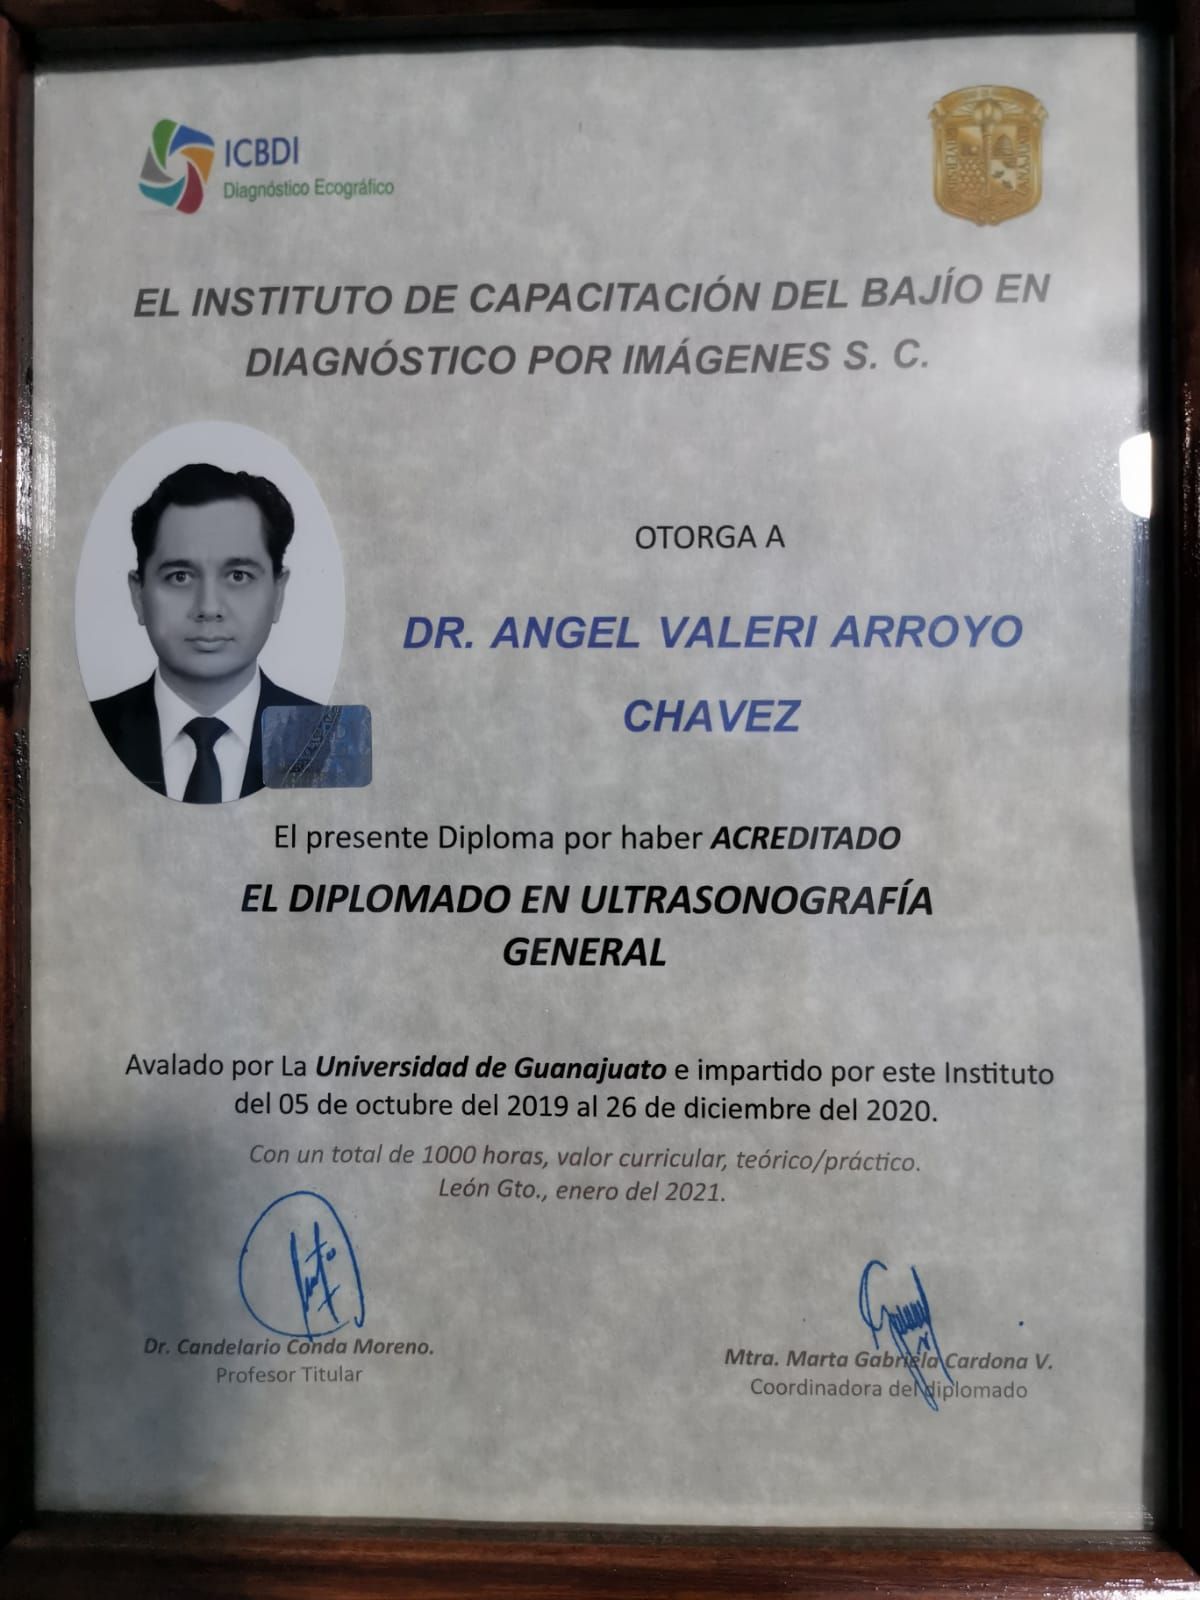 ICBDI
Diagnóstico Ecográfico
EL INSTITUTO DE CAPACITACIÓN DEL BAJÍO EN
DIAGNÓSTICO POR IMÁGENES S. C.
OTORGA A
DR. ANGEL VALERI ARROYO
CHAVEZ
El presente Diploma por haber ACREDITADO
EL DIPLOMADO EN ULTRASONOGRAFÍA
GENERAL
Avalado por La Universidad de Guanajuato e impartido por este Instituto
del 05 de octubre del 2019 al 26 de diciembre del 2020.
Con un total de 1000 horas, valor curricular, teórico/práctico.
León Gto., enero del 2021.
Dr. Candelario Conda Moreno.
Profesor Titular
Mtra. Marta Gabriela Cardona V.
Coordinadora del diplomado